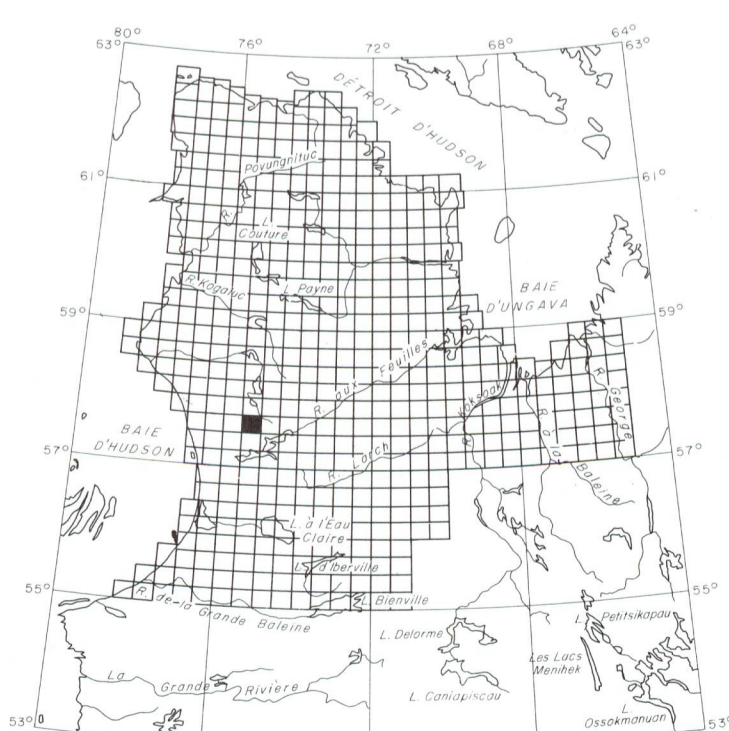 80° 76° 72° 68° 64°
63° 63°
DÉTROIT D'HUDSON
Povungnituc
61° 61°
R.
L.
Couture
R. Kogaluc
L. Payne
BAIE
D'UNGAVA
59° 59°
R. aux Feuilles
Koksoak
R.
R. George
R. à la Baleine
BAIE
D'HUDSON
57° 57°
R. Larch
L. à l'Eau
Claire
L. d'Iberville
55° 55°
R. de-la Grande Baleine
L. Bienville
L. Petitsikapau
L. Delorme
Les Lacs
Menihek
La Grande Rivière
L. Caniapiscau
L.
Ossokmanuan
53° 53°